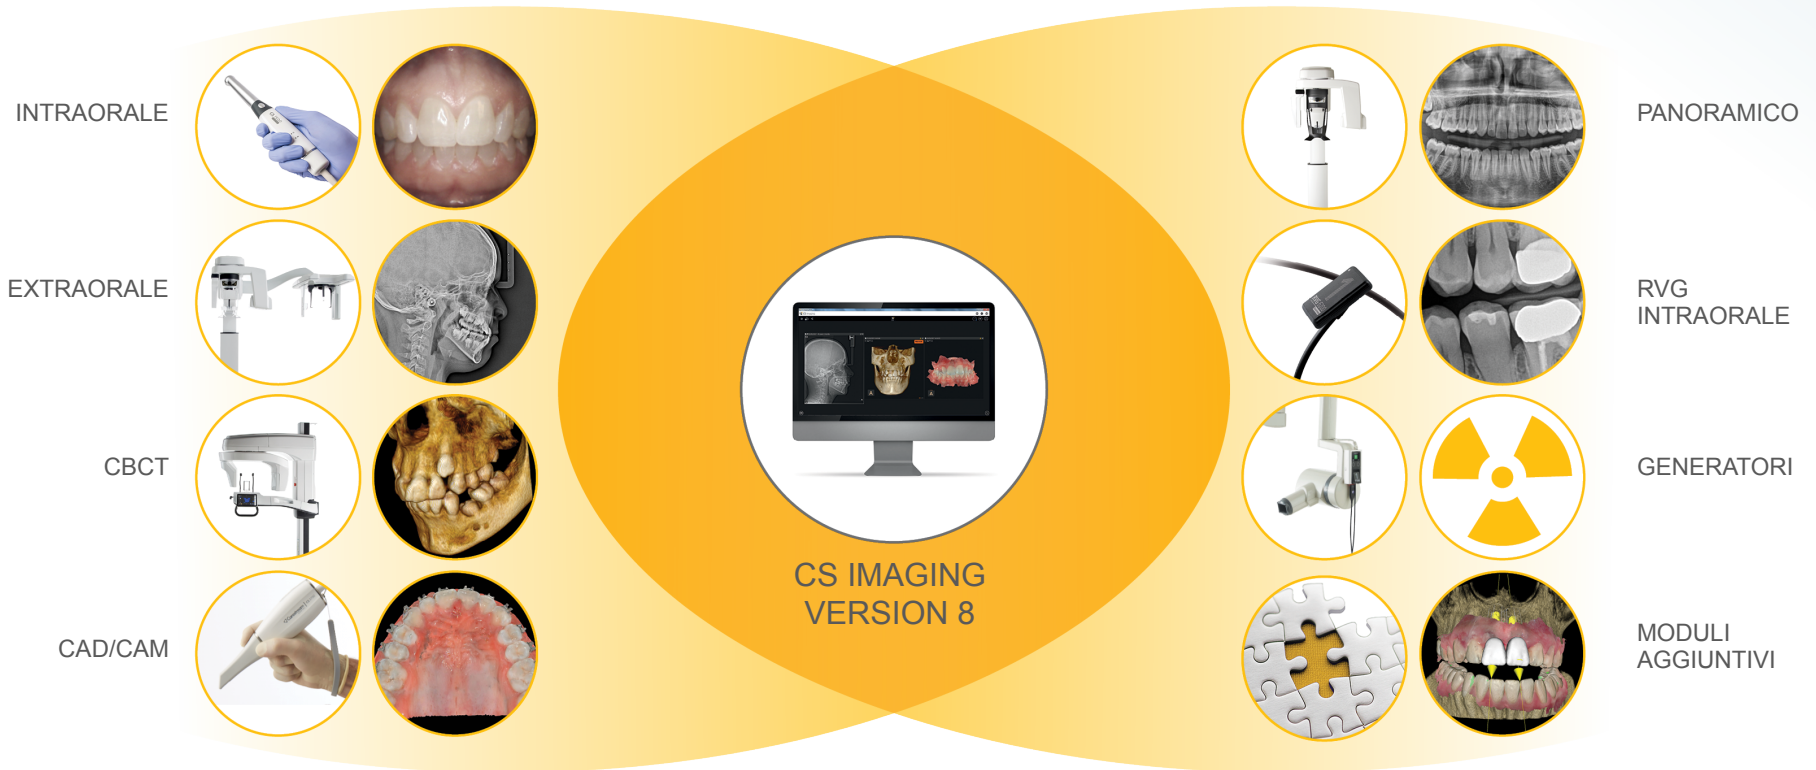 INTRAORALE
EXTRAORALE
CBCT
CAD/CAM
CS IMAGING
VERSION 8
PANORAMICO
RVG
INTRAORALE
GENERATORI
MODULI
AGGIUNTIVI